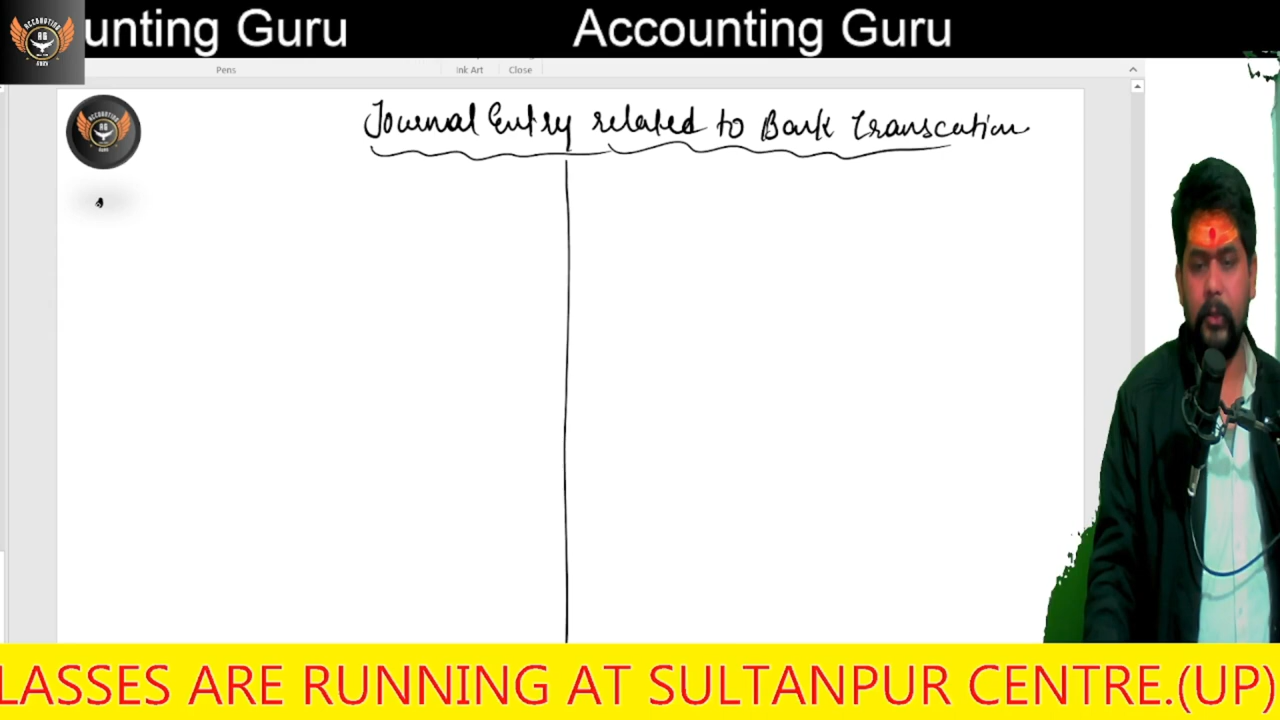 unting Guru Accounting Guru
Pens Ink Art Close
Journal Entry related to Bank Transcation
LASSES ARE RUNNING AT SULTANPUR CENTRE.(UP)